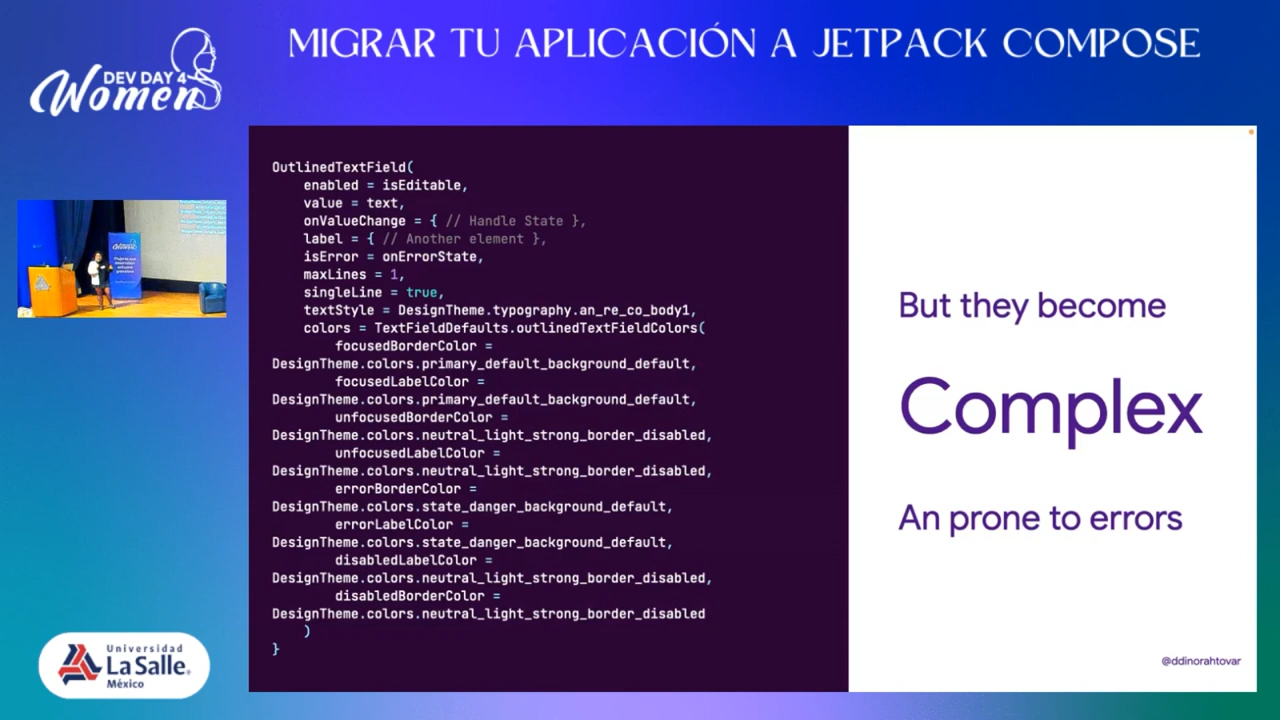 MIGRAR TU APLICACIÓN A JETPACK COMPOSE
DEV DAY 4
Women
OutlinedTextField(
enabled = isEditable,
value = text,
onValueChange = { // Handle State },
label = { // Another element },
isError = onErrorState,
maxLines = 1,
singleLine = true,
textStyle = DesignTheme.typography.an_re_co_body1,
colors = TextFieldDefaults.outlinedTextFieldColors(
focusedBorderColor =
DesignTheme.colors.primary_default_background_default,
focusedLabelColor =
DesignTheme.colors.primary_default_background_default,
unfocusedBorderColor =
DesignTheme.colors.neutral_light_strong_border_disabled,
unfocusedLabelColor =
DesignTheme.colors.neutral_light_strong_border_disabled,
errorBorderColor =
DesignTheme.colors.state_danger_background_default,
errorLabelColor =
DesignTheme.colors.state_danger_background_default,
disabledLabelColor =
DesignTheme.colors.neutral_light_strong_border_disabled,
disabledBorderColor =
DesignTheme.colors.neutral_light_strong_border_disabled
)
}
But they become
Complex
An prone to errors
@ddinorahtovar
Universidad
La Salle®
México